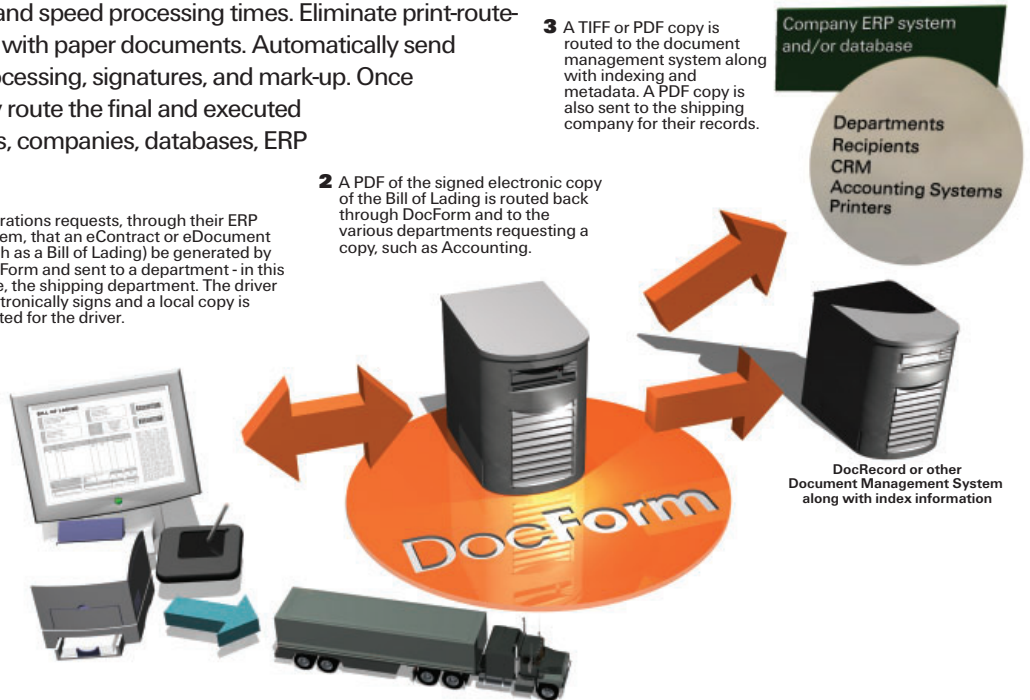 and speed processing times. Eliminate print-route-
with paper documents. Automatically send
ocessing, signatures, and mark-up. Once
y route the final and executed
s, companies, databases, ERP
3 A TIFF or PDF copy is
routed to the document
management system along
with indexing and
metadata. A PDF copy is
also sent to the shipping
company for their records.
Company ERP system
and/or database
Departments
Recipients
CRM
Accounting Systems
Printers
2 A PDF of the signed electronic copy
of the Bill of Lading is routed back
through DocForm and to the
various departments requesting a
copy, such as Accounting.
rations requests, through their ERP
em, that an eContract or eDocument
h as a Bill of Lading) be generated by
Form and sent to a department - in this
e, the shipping department. The driver
tronically signs and a local copy is
ted for the driver.
BILL OF LADING
DocForm
DocRecord or other
Document Management System
along with index information